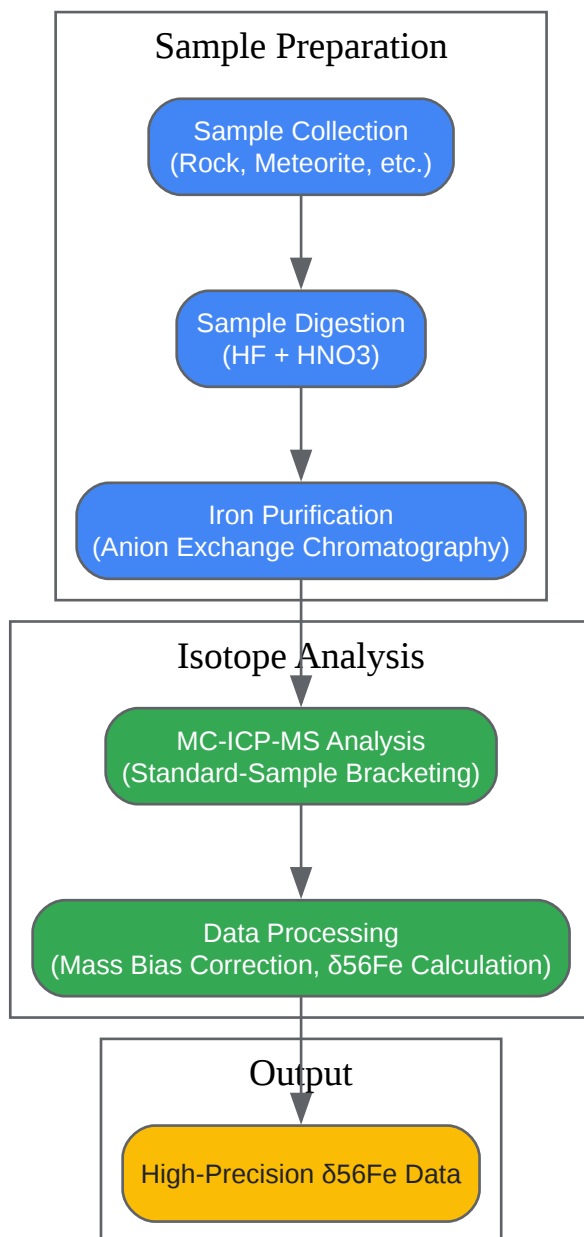 Sample Preparation
Sample Collection
(Rock, Meteorite, etc.)
Sample Digestion
(HF + HNO3)
Iron Purification
(Anion Exchange Chromatography)
Isotope Analysis
MC-ICP-MS Analysis
(Standard-Sample Bracketing)
Data Processing
(Mass Bias Correction, δ56Fe Calculation)
Output
High-Precision δ56Fe Data